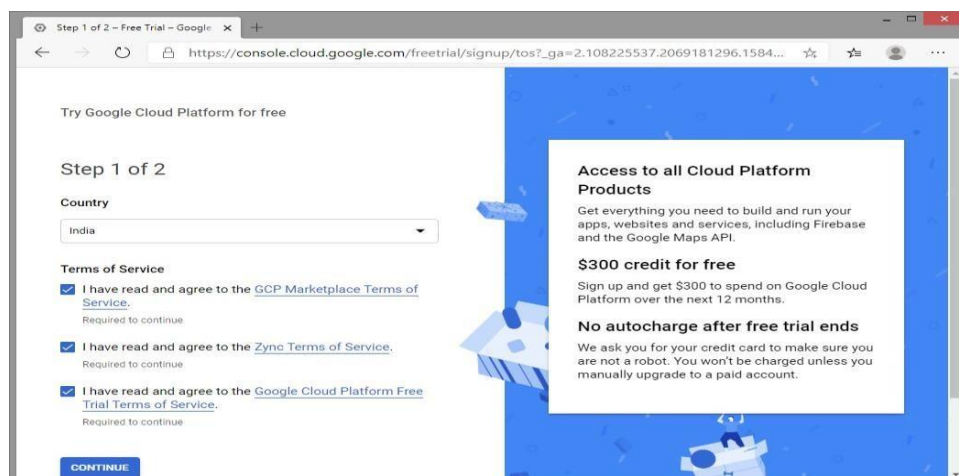 Step 1 of 2 – Free Trial – Google
https://console.cloud.google.com/freetrial/signup/tos?_ga=2.108225537.2069181296.1584...
Try Google Cloud Platform for free
Step 1 of 2
Country
India
Terms of Service
I have read and agree to the GCP Marketplace Terms of
Service.
Required to continue
I have read and agree to the Zync Terms of Service.
Required to continue
I have read and agree to the Google Cloud Platform Free
Trial Terms of Service.
Required to continue
CONTINUE
Access to all Cloud Platform
Products
Get everything you need to build and run your
apps, websites and services, including Firebase
and the Google Maps API.
$300 credit for free
Sign up and get $300 to spend on Google Cloud
Platform over the next 12 months.
No autocharge after free trial ends
We ask you for your credit card to make sure you
are not a robot. You won't be charged unless you
manually upgrade to a paid account.